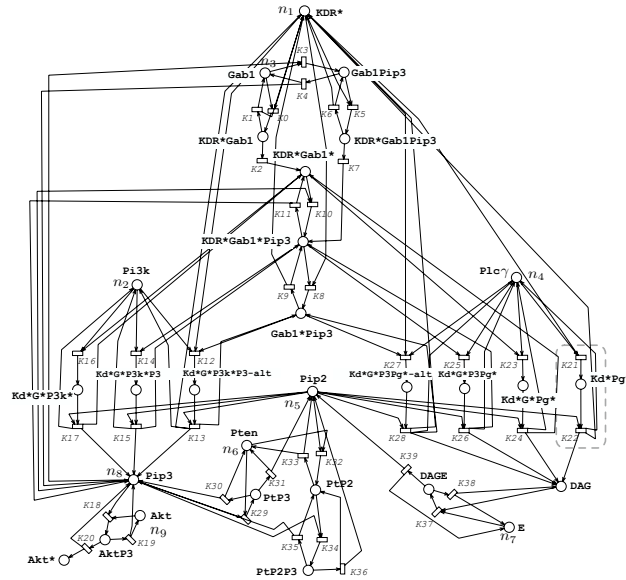 n₁ KDR*
K3
n₃
Gab1 Gab1Pip3
K4
K1 K0 K6 K5
KDR*Gab1 KDR*Gab1Pip3
KDR*Gab1*
K2 K7
K11 K10
KDR*Gab1*Pip3
Pi3k Plcγ
n₂ n₄
K9 K8
Gab1*Pip3
K16 K14 K12 K27 K25 K23 K21
Kd*G*P3k*P3 Kd*G*P3k*P3-alt Kd*G*P3Pg*-alt Kd*G*P3Pg* Kd*Pg
Kd*G*P3k* Pip2 Kd*G*Pg*
n₅
K17 K15 K13 K28 K26 K24 K22
Pten
n₆ K33 K32 K39
n₈ Pip3 K31 DAGE DAG
K30 PtP3 PtP2 K38
K18 Akt K29 K37 E
n₉ n₇
K20 K19 K35 K34
AktP3
Akt* PtP2P3 K36